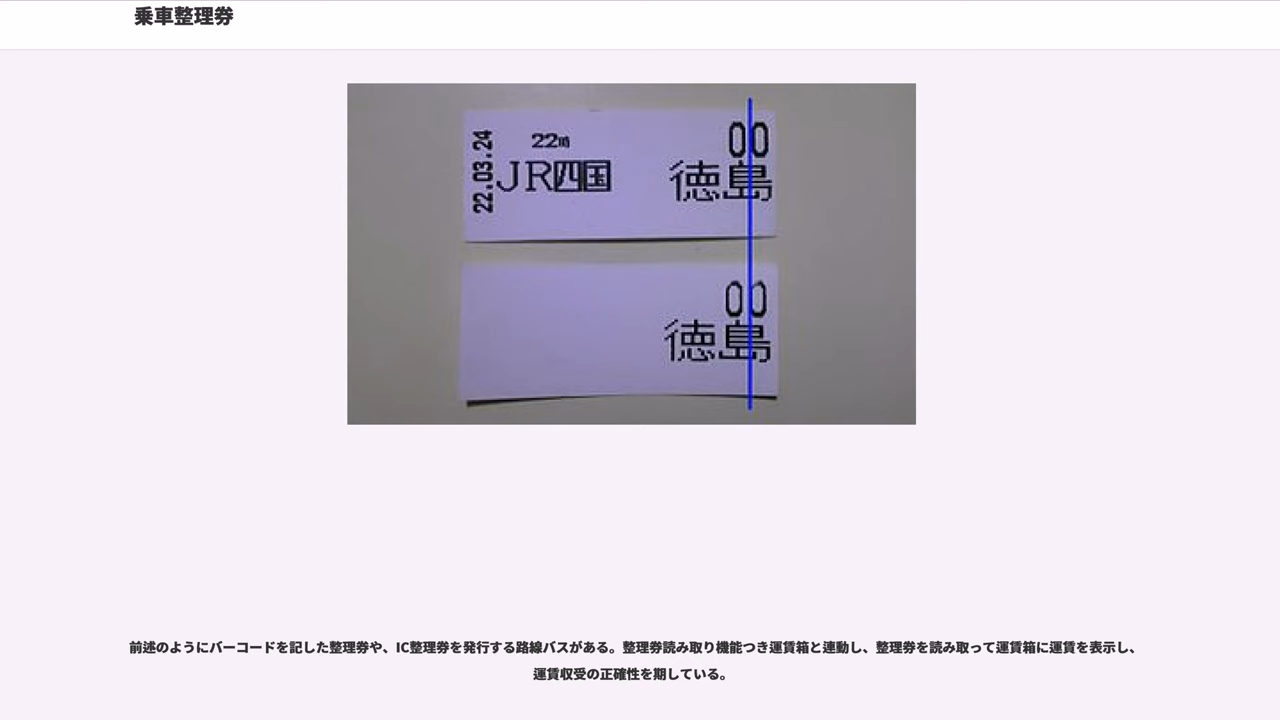 乗車整理券
22.03.24
22時
JR四国
00
徳島
00
徳島
前述のようにバーコードを記した整理券や、IC整理券を発行する路線バスがある。整理券読み取り機能つき運賃箱と連動し、整理券を読み取って運賃箱に運賃を表示し、
運賃収受の正確性を期している。